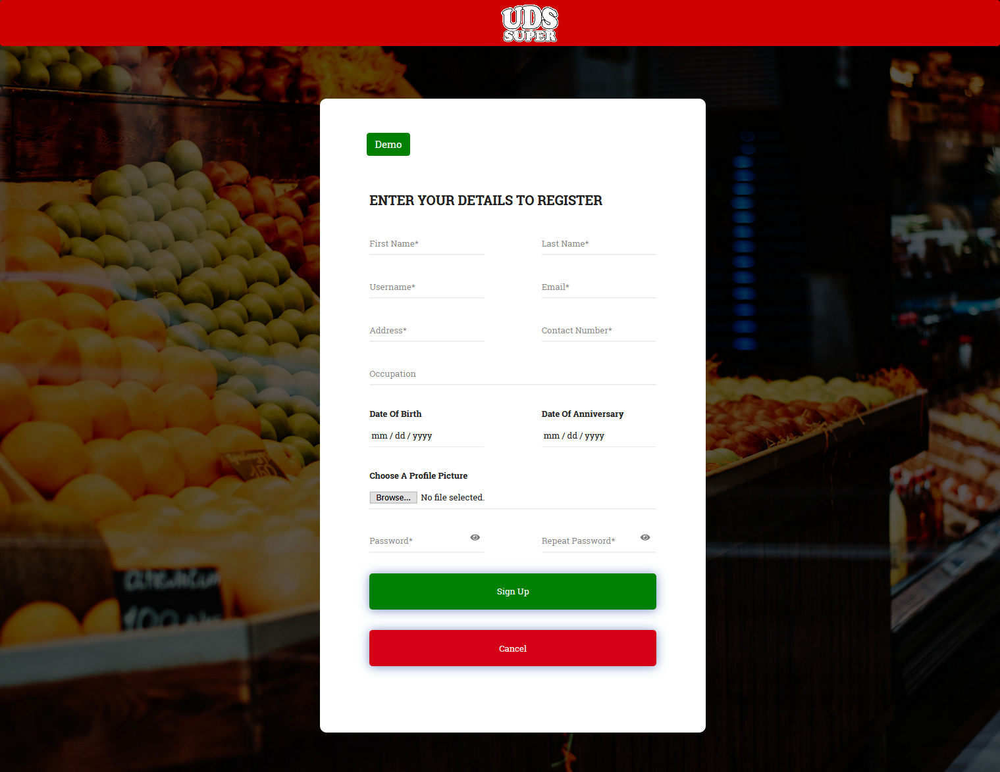 UDS
SUPER
Demo
ENTER YOUR DETAILS TO REGISTER
First Name* Last Name*
Username* Email*
Address* Contact Number*
Occupation
Date Of Birth Date Of Anniversary
mm / dd / yyyy mm / dd / yyyy
Choose A Profile Picture
Browse... No file selected.
Password* Repeat Password*
Sign Up
Cancel
150
100